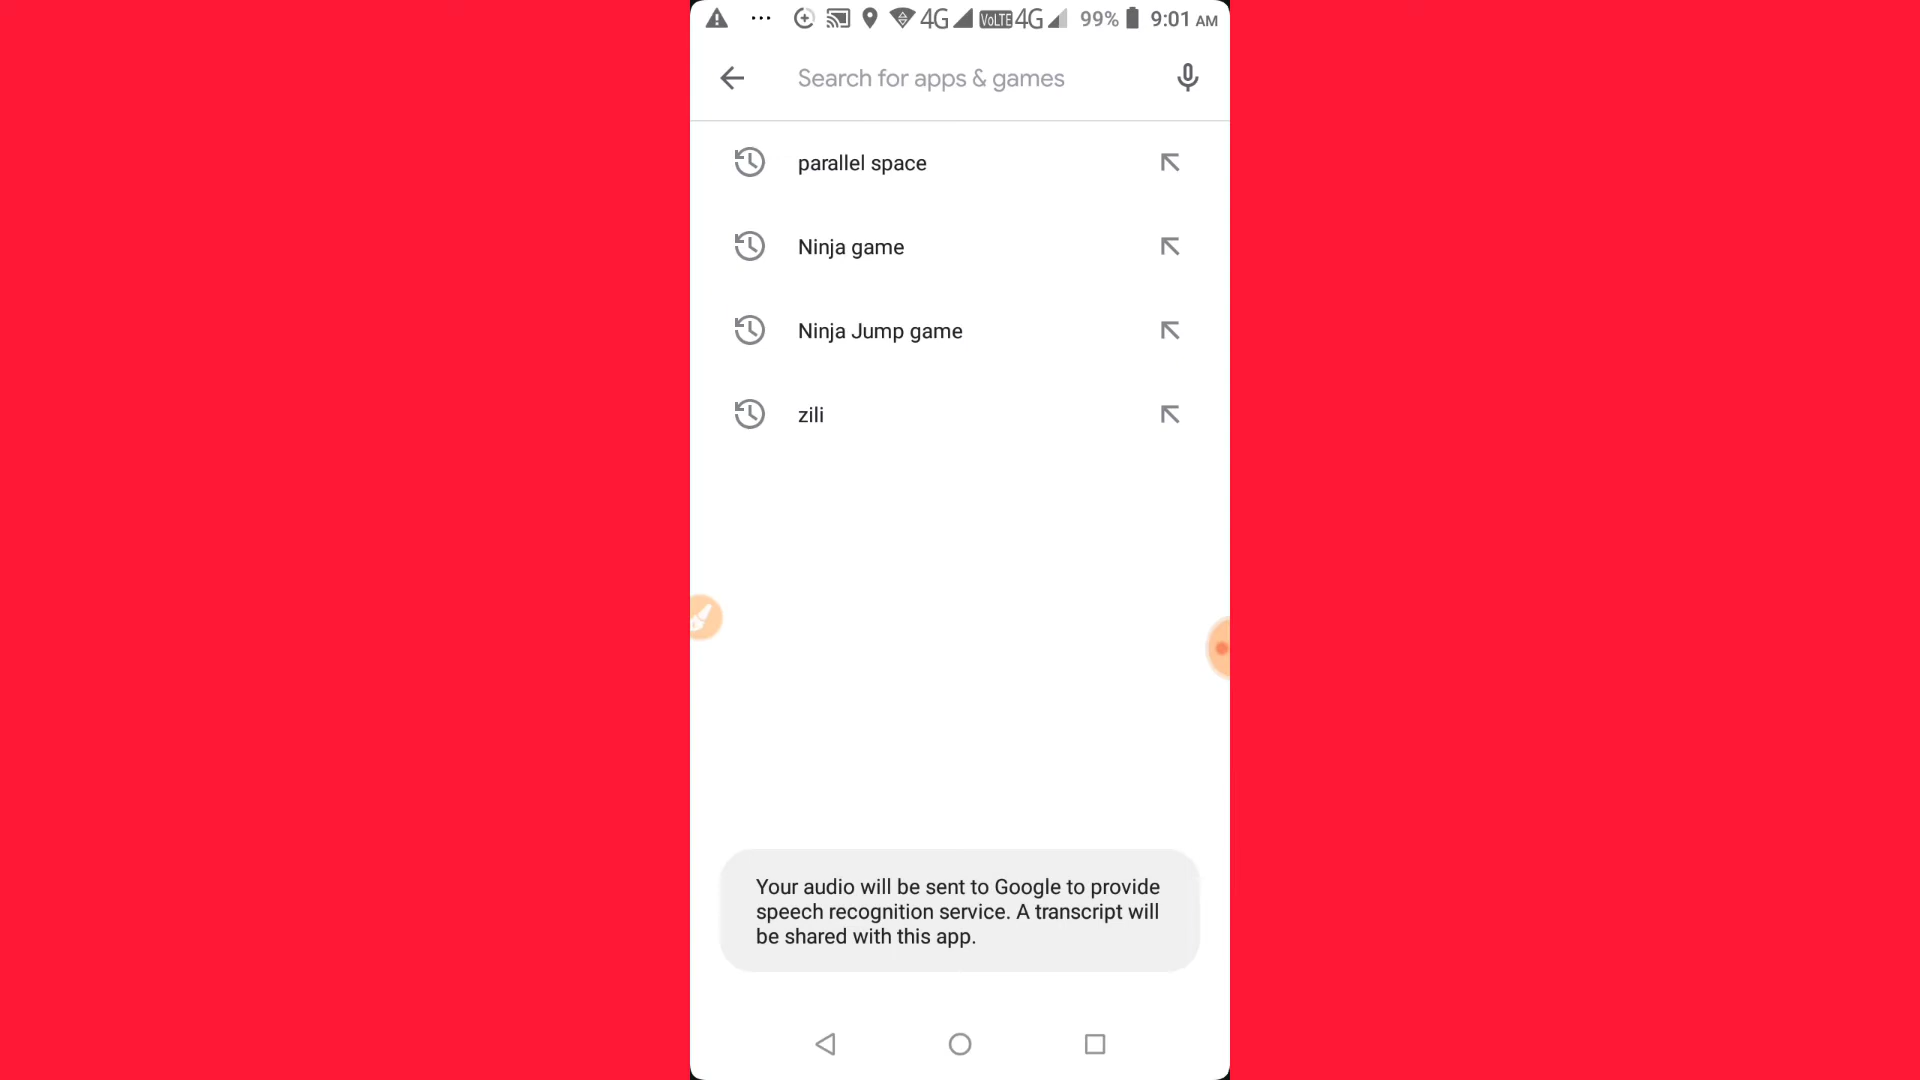 4G VoLTE 4G 99% 9:01 AM
Search for apps & games
parallel space
Ninja game
Ninja Jump game
zili
Your audio will be sent to Google to provide
speech recognition service. A transcript will
be shared with this app.